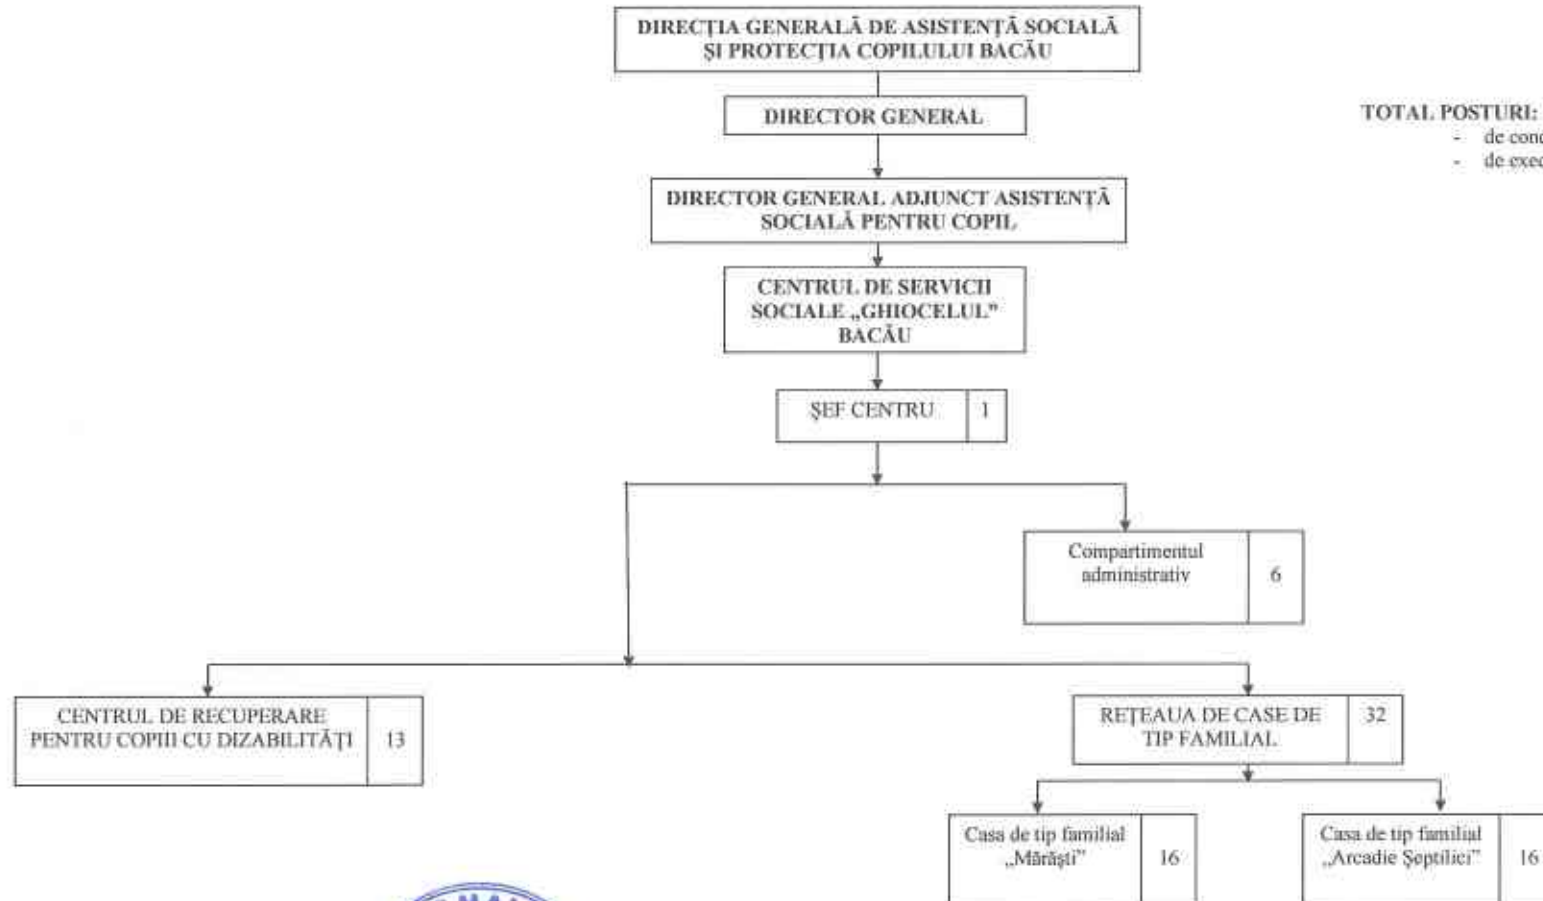 DIRECȚIA GENERALĂ DE ASISTENȚĂ SOCIALĂ
ȘI PROTECȚIA COPILULUI BACĂU
DIRECTOR GENERAL
TOTAL POSTURI:
- de
- de
DIRECTOR GENERAL ADJUNCT ASISTENȚĂ
SOCIALĂ PENTRU COPIL
CENTRUL DE SERVICII
SOCIALE „GHIOCELUL”
BACĂU
ȘEF CENTRU 1
Compartimentul
administrativ 6
CENTRUL DE RECUPERARE
PENTRU COPIII CU DIZABILITĂȚI 13
REȚEAUA DE CASE DE 32
TIP FAMILIAL
Casa de tip familial
„Mărăști” 16
Casa de tip familial
„Arcadie Șeptilici” 16